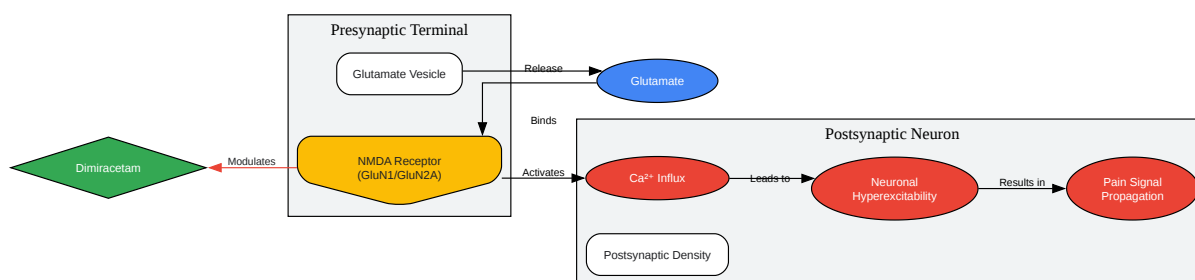 Presynaptic Terminal
Glutamate Vesicle
Release
Glutamate
Binds
Postsynaptic Neuron
Dimiracetam
Modulates
NMDA Receptor
(GluN1/GluN2A)
Activates
Ca²⁺ Influx
Leads to
Neuronal
Hyperexcitability
Results in
Pain Signal
Propagation
Postsynaptic Density